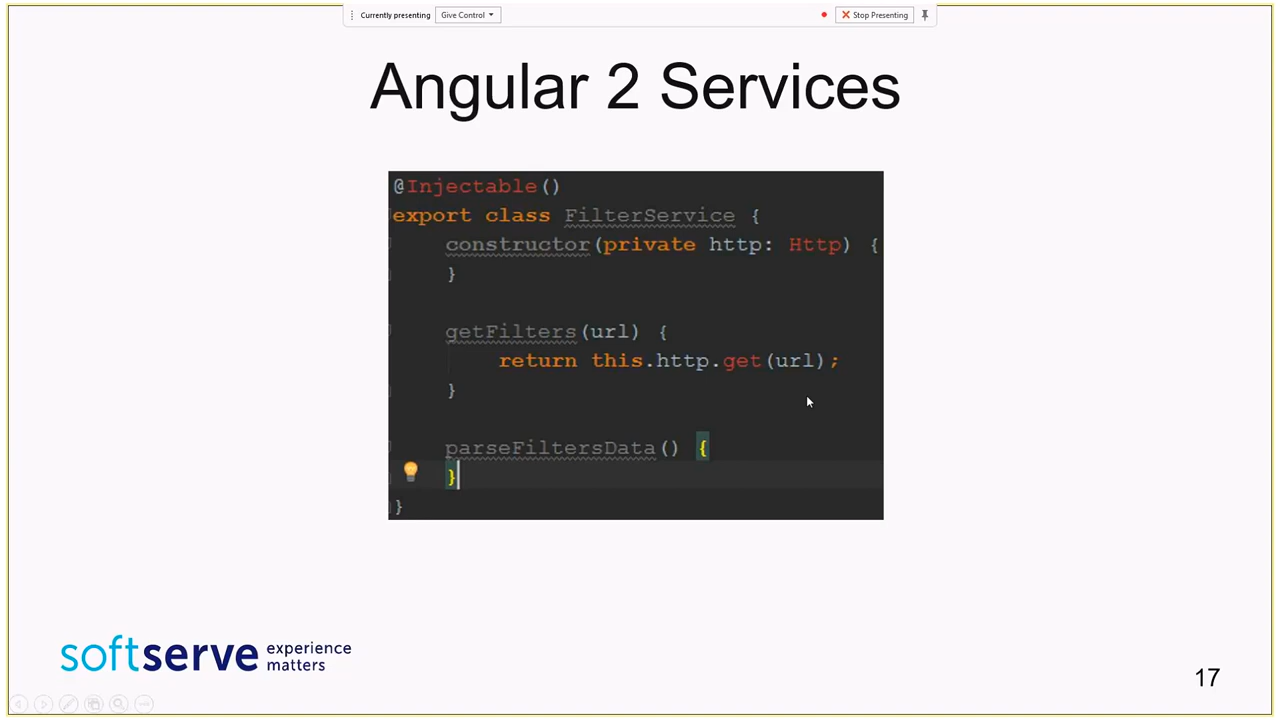 Currently presenting Give Control Stop Presenting
Angular 2 Services
@Injectable()
export class FilterService {
constructor(private http: Http) {
}
getFilters(url) {
return this.http.get(url);
}
parseFiltersData() {
}
}
softserve experience matters
17